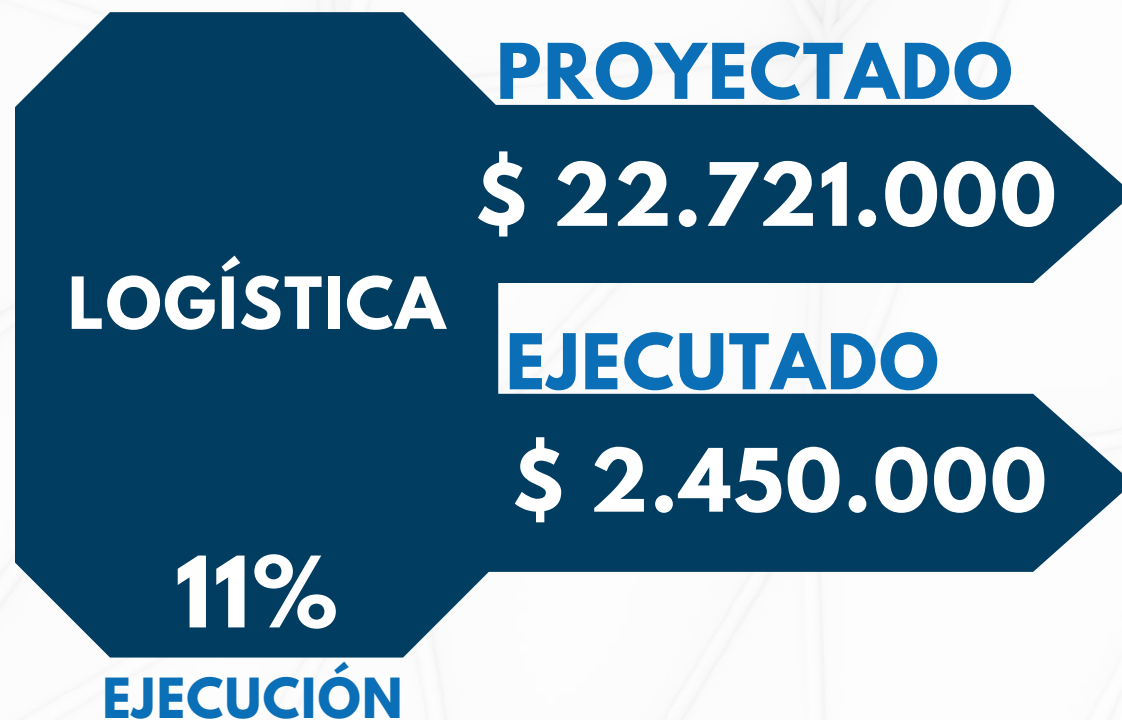 PROYECTADO
$ 22.721.000
LOGÍSTICA
EJECUTADO
$ 2.450.000
11%
EJECUCIÓN